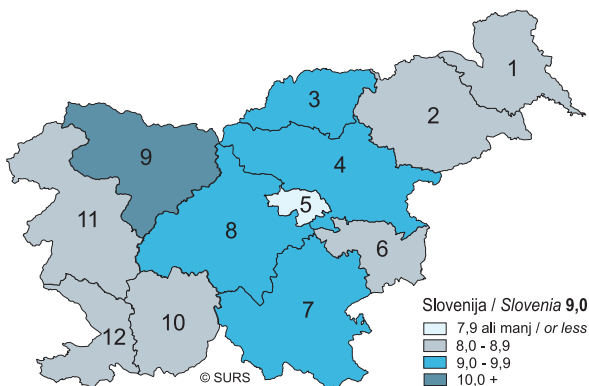 1
2
3
4
5
6
7
8
9
10
11
12
Slovenija / Slovenia 9,0
7,9 ali manj / or less
8,0 - 8,9
9,0 - 9,9
10,0 +
© SURS